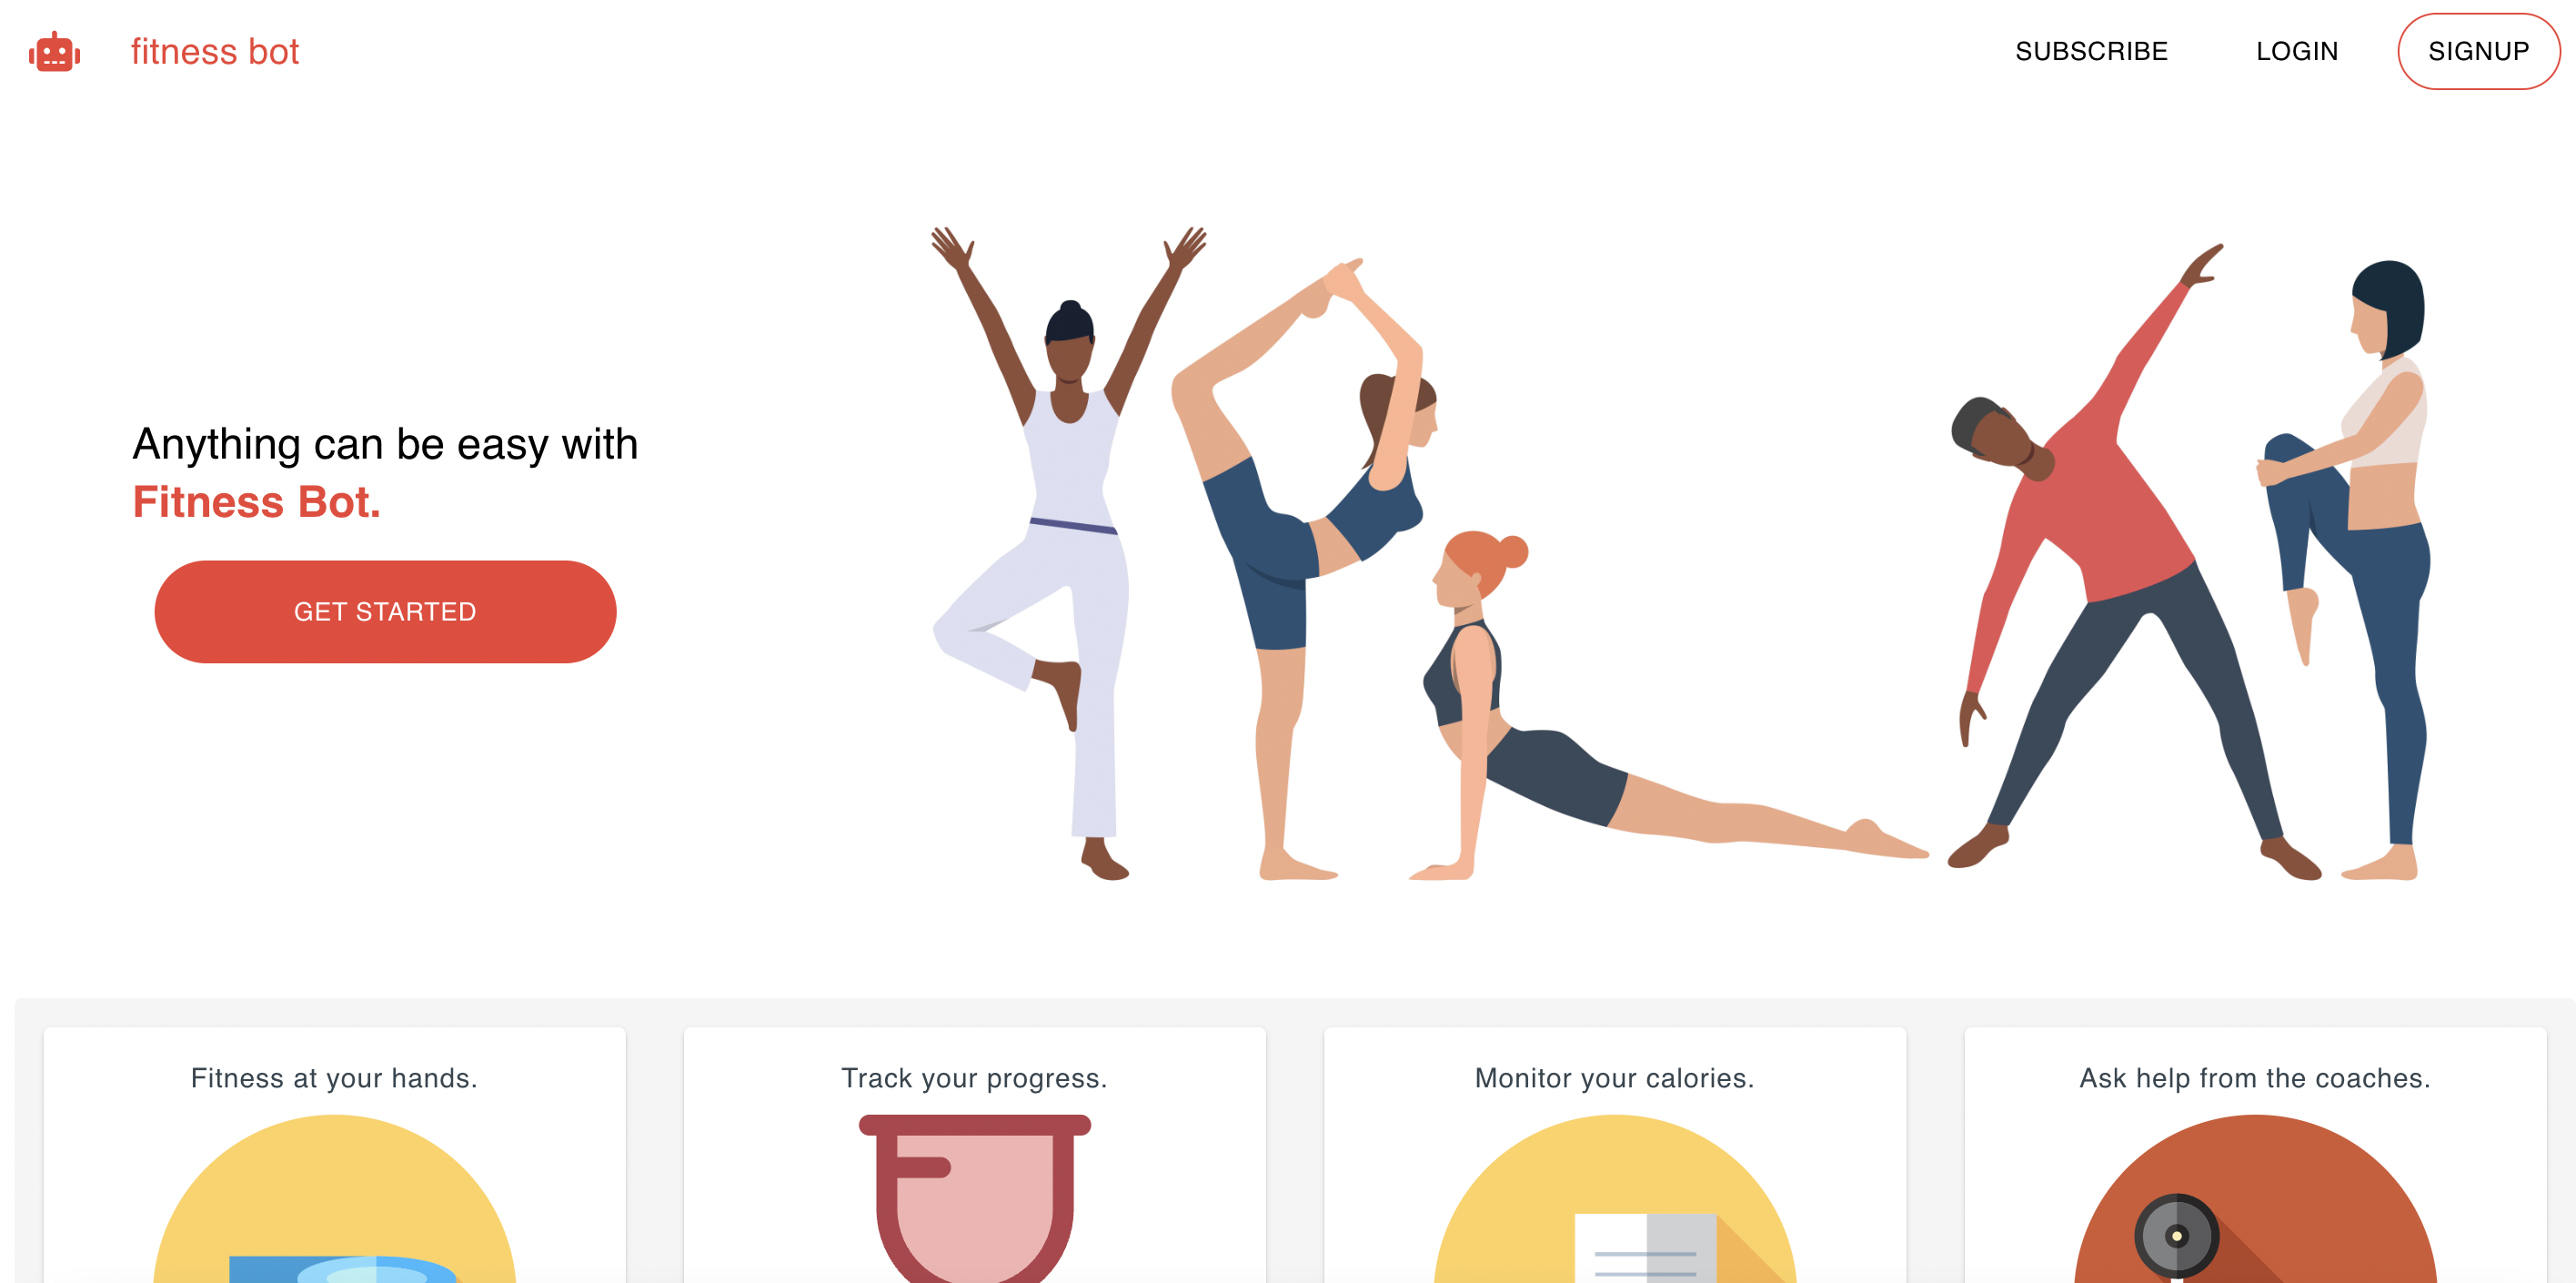 fitness bot
SUBSCRIBE
LOGIN
SIGNUP
Anything can be easy with
Fitness Bot.
GET STARTED
Fitness at your hands.
Track your progress.
Monitor your calories.
Ask help from the coaches.